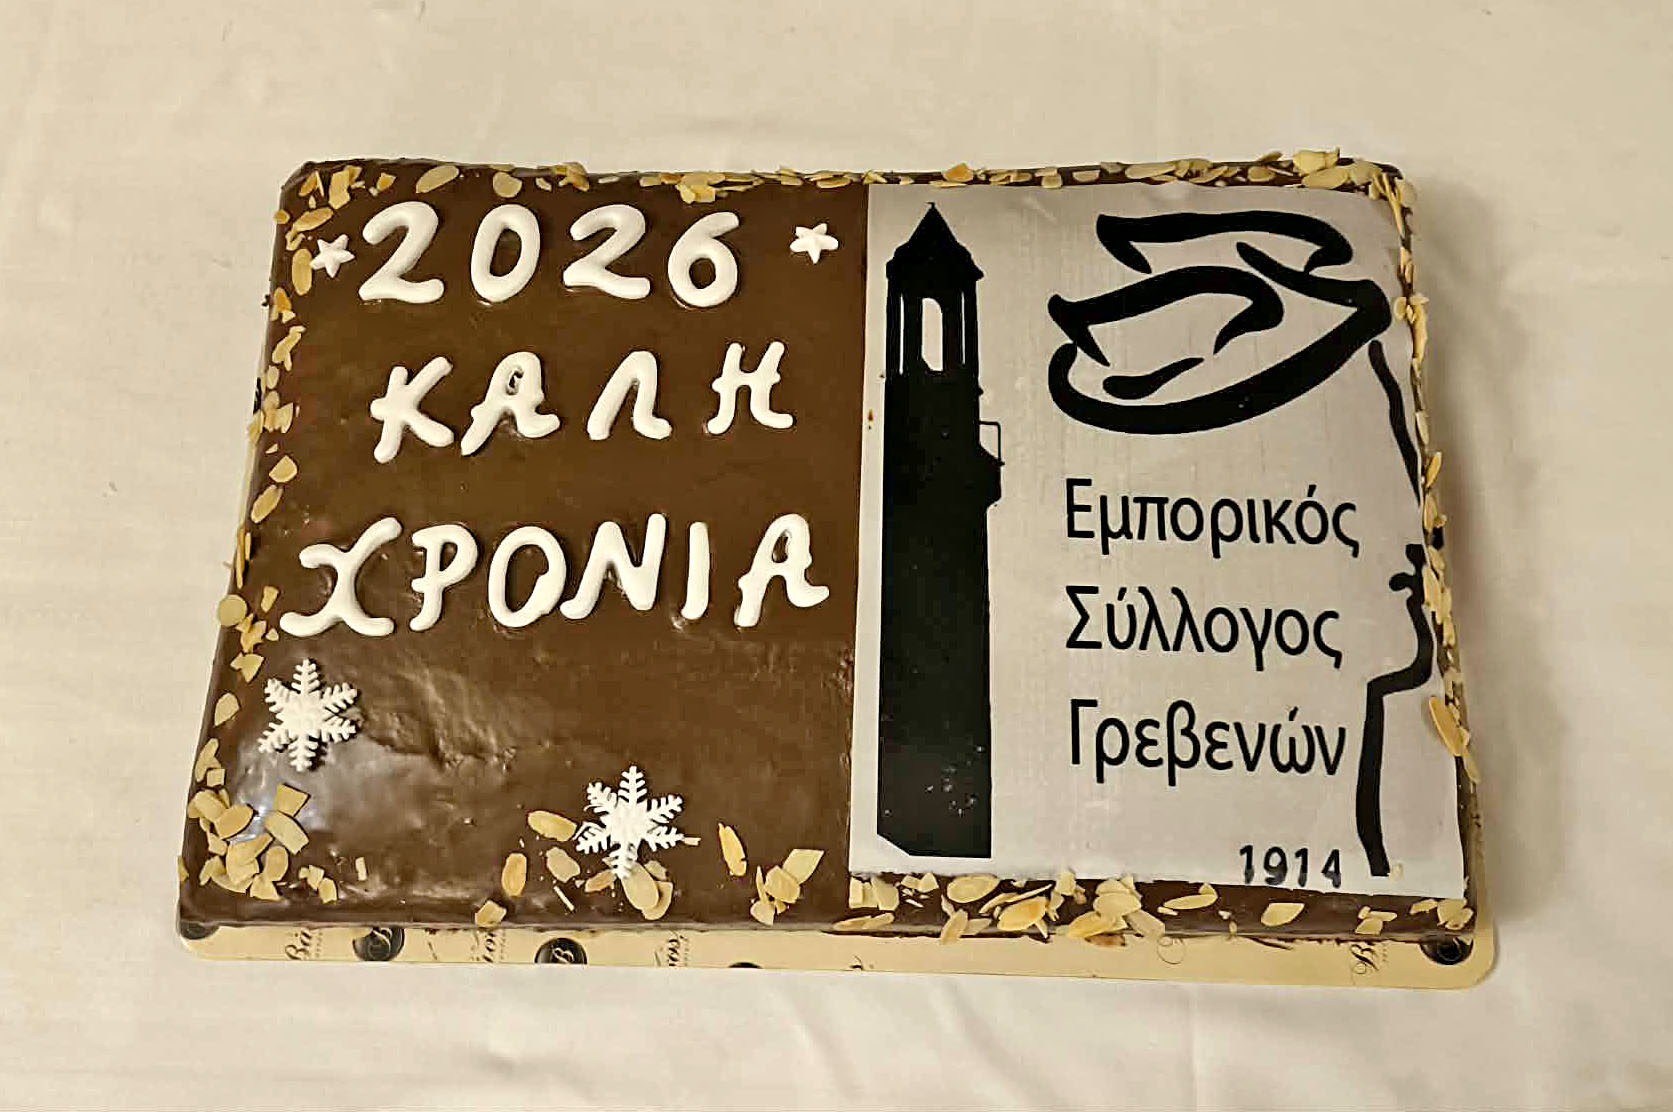 2026
ΚΑΛΗ
ΧΡΟΝΙΑ
Εμπορικός
Σύλλογος
Γρεβενών
1914